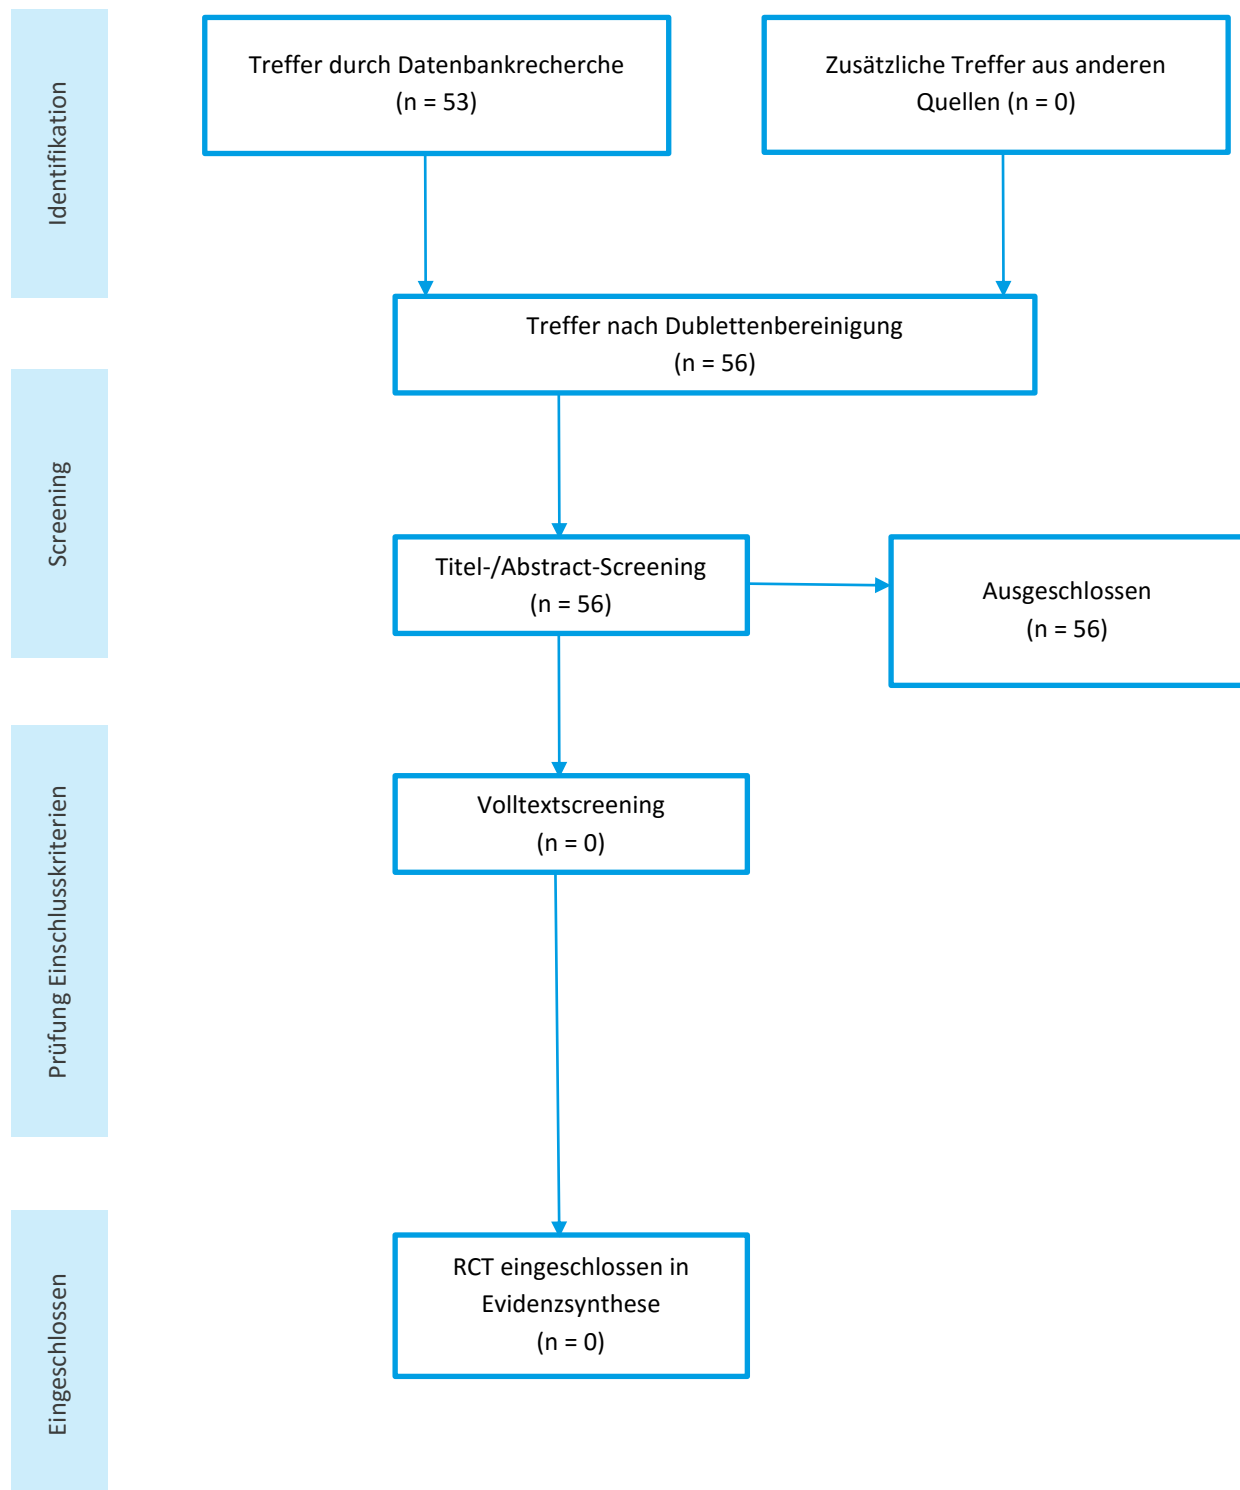 Identifikation
Treffer durch Datenbankrecherche
(n = 53)
Zusätzliche Treffer aus anderen
Quellen (n = 0)
Treffer nach Dublettenbereinigung
(n = 56)
Screening
Titel-/Abstract-Screening
(n = 56)
Ausgeschlossen
(n = 56)
Prüfung Einschlusskriterien
Volltextscreening
(n = 0)
Eingeschlossen
RCT eingeschlossen in
Evidenzsynthese
(n = 0)